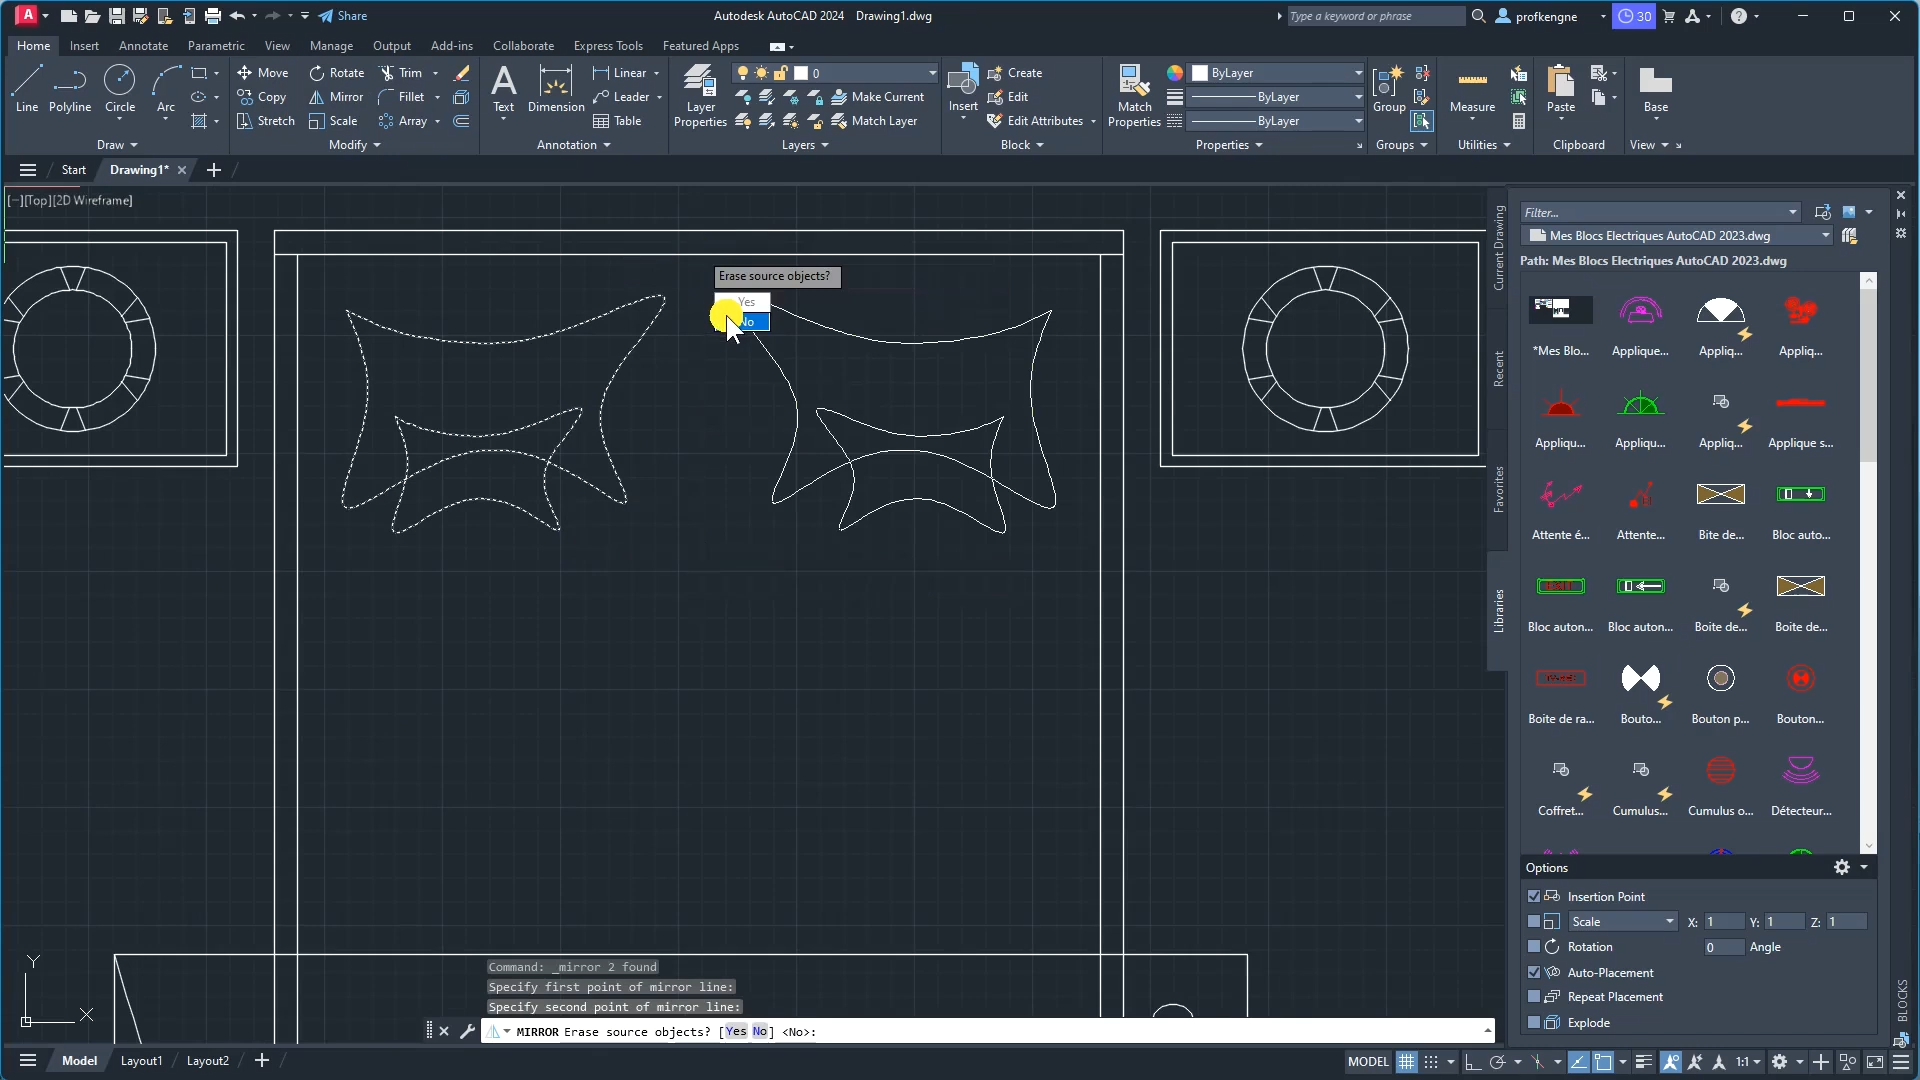 Share
Autodesk AutoCAD 2024 Drawing1.dwg
Type a keyword or phrase
profkengne
30
Home Insert Annotate Parametric View Manage Output Add-ins Collaborate Express Tools Featured Apps
Line Polyline Circle Arc
Move Rotate Trim
Copy Mirror Fillet
Stretch Scale Array
Text Dimension
Linear
Leader
Table
Layer Properties
0
Make Current
Match Layer
Insert
Create
Edit
Edit Attributes
Match Properties
ByLayer
ByLayer
ByLayer
Group
Measure
Paste
Base
Draw Modify Annotation Layers Block Properties Groups Utilities Clipboard View
Start Drawing1*
[−][Top][2D Wireframe]
Erase source objects?
Yes
No
Y
X
Current Drawing
Recent
Favorites
Libraries
Filter...
Mes Blocs Electriques AutoCAD 2023.dwg
Path: Mes Blocs Electriques AutoCAD 2023.dwg
*Mes Blo... Applique... Appliq... Appliq...
Appliqu... Appliqu... Appliq... Applique s...
Attente é... Attente... Bite de... Bloc auto...
Bloc auton... Bloc auton... Boite de... Boite de...
Boite de ra... Bouto... Bouton p... Bouton...
Coffret... Cumulus... Cumulus o... Détecteur...
Options
Insertion Point
Scale X: 1 Y: 1 Z: 1
Rotation 0 Angle
Auto-Placement
Repeat Placement
Explode
BLOCKS
Command: _mirror 2 found
Specify first point of mirror line:
Specify second point of mirror line:
MIRROR Erase source objects? [Yes No] <No>:
Model Layout1 Layout2
MODEL
1:1